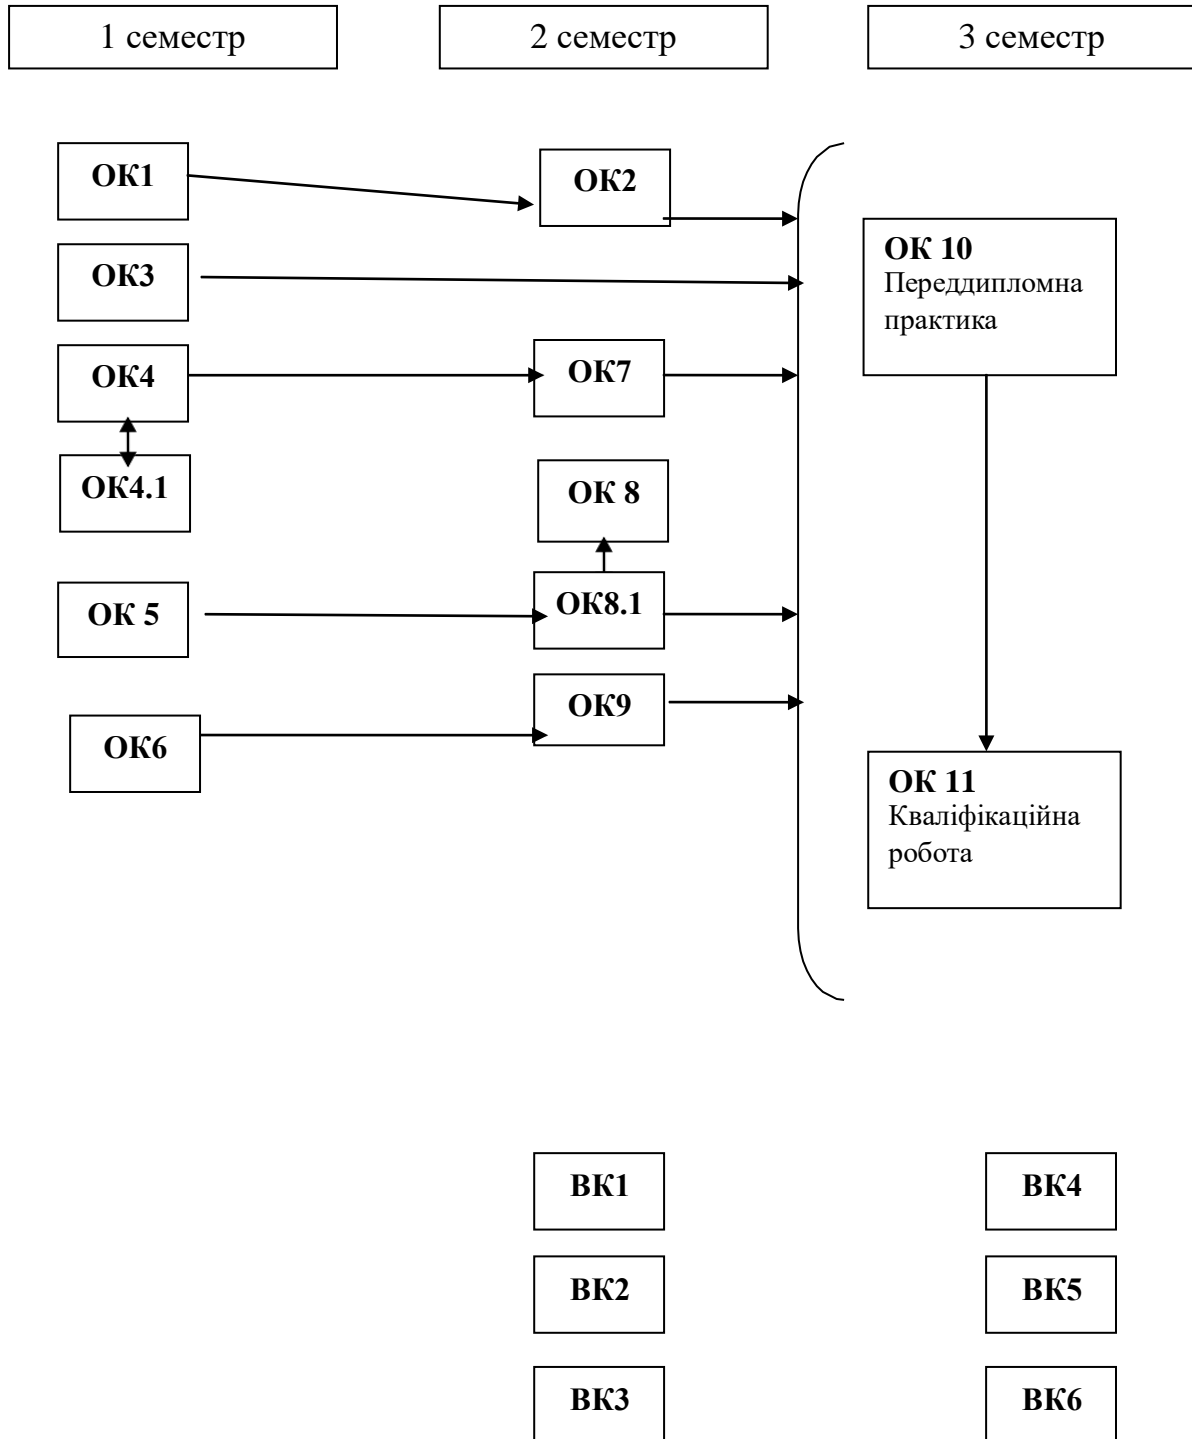 1 семестр
2 семестр
3 семестр
ОК1
ОК2
ОК3
ОК 10
Переддипломна
практика
ОК4
ОК7
ОК4.1
ОК 8
ОК 5
ОК8.1
ОК6
ОК9
ОК 11
Кваліфікаційна
робота
ВК1
ВК4
ВК2
ВК5
ВК3
ВК6